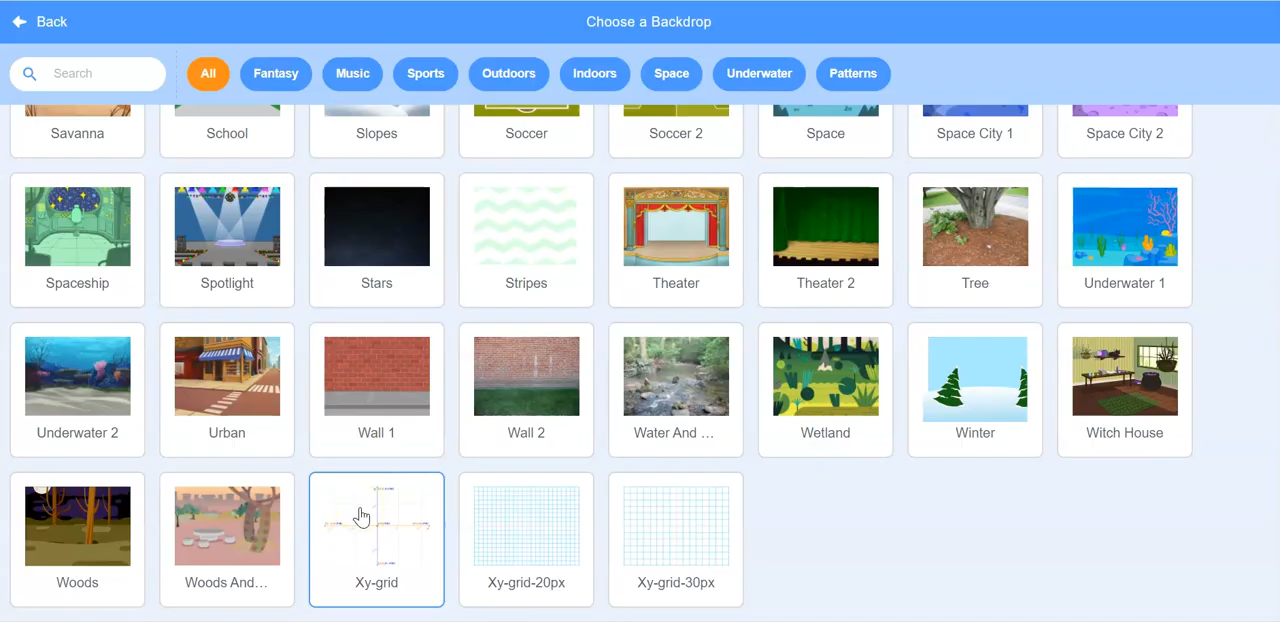 Back
Choose a Backdrop
Search
All
Fantasy
Music
Sports
Outdoors
Indoors
Space
Underwater
Patterns
Savanna
School
Slopes
Soccer
Soccer 2
Space
Space City 1
Space City 2
Spaceship
Spotlight
Stars
Stripes
Theater
Theater 2
Tree
Underwater 1
Underwater 2
Urban
Wall 1
Wall 2
Water And ...
Wetland
Winter
Witch House
Woods
Woods And...
Xy-grid
Xy-grid-20px
Xy-grid-30px